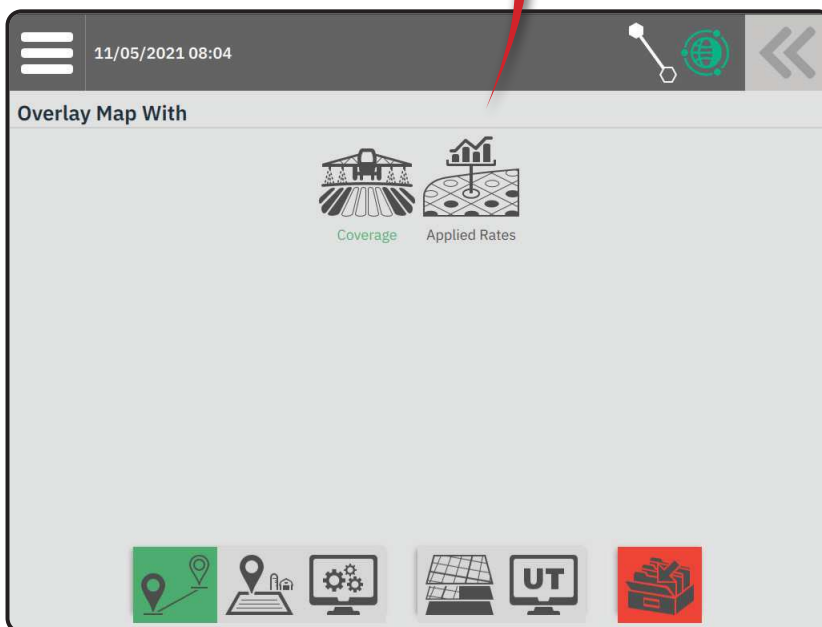 11/05/2021 08:04
Overlay Map With
Coverage
Applied Rates
UT